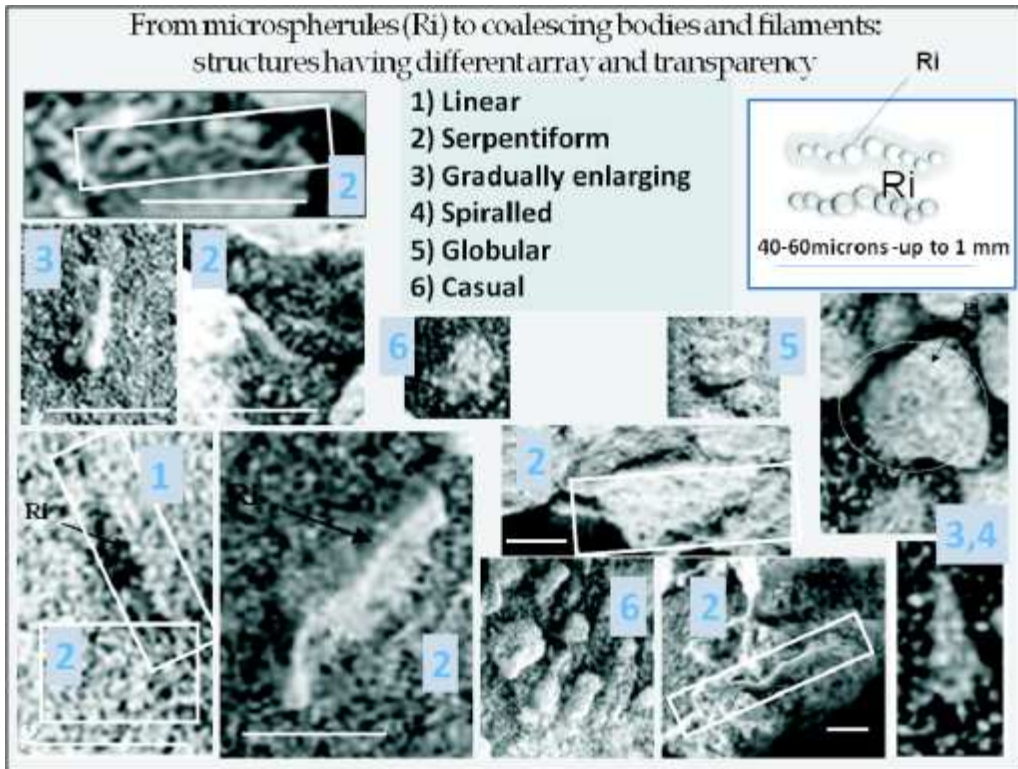 From microspherules (Ri) to coalescing bodies and filaments:
structures having different array and transparency
Ri
1) Linear
2) Serpentiform
3) Gradually enlarging
4) Spiralled
5) Globular
6) Casual
Ri
40-60microns-up to 1 mm
2
3
2
6
5
1
Ri
2
Ri
2
2
3,4
6
2